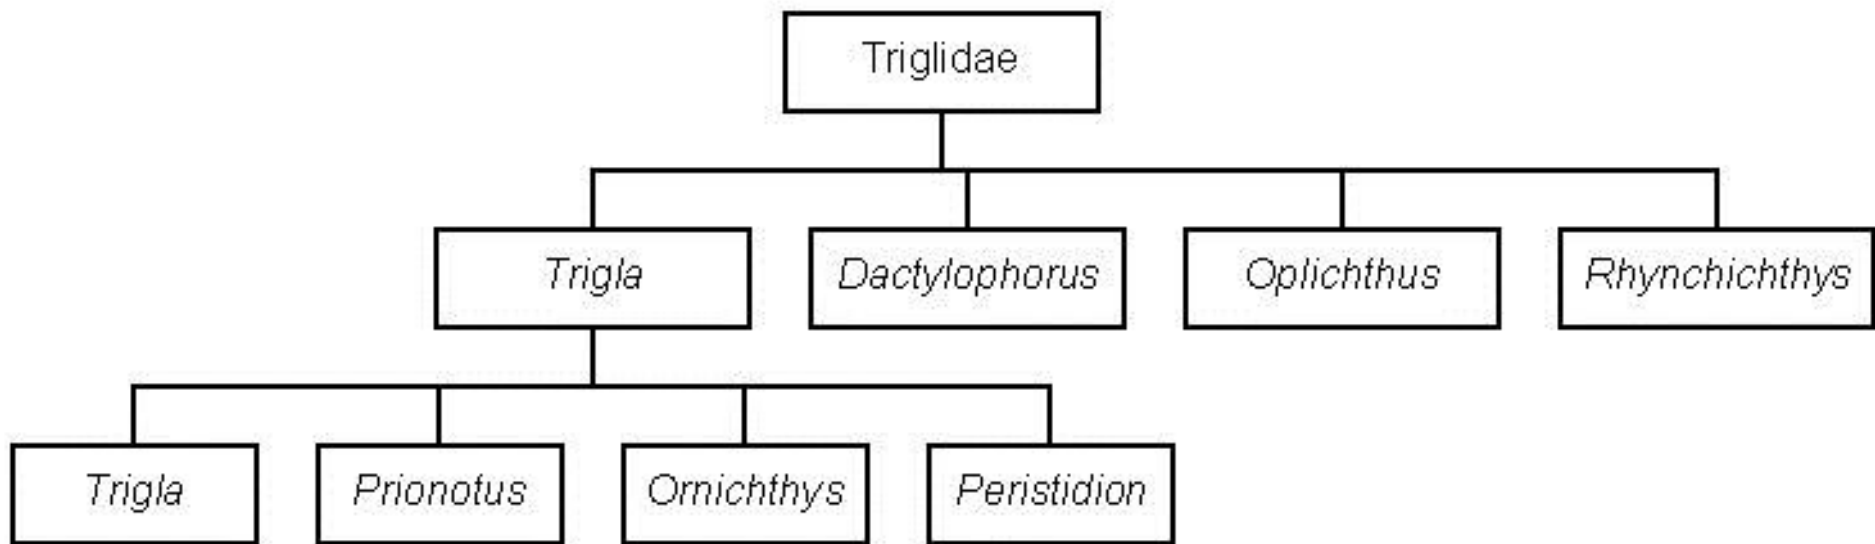 Triglidae
Trigla
Dactylophorus
Oplichthus
Rhynchichthys
Trigla
Prionotus
Ornichthys
Peristidion